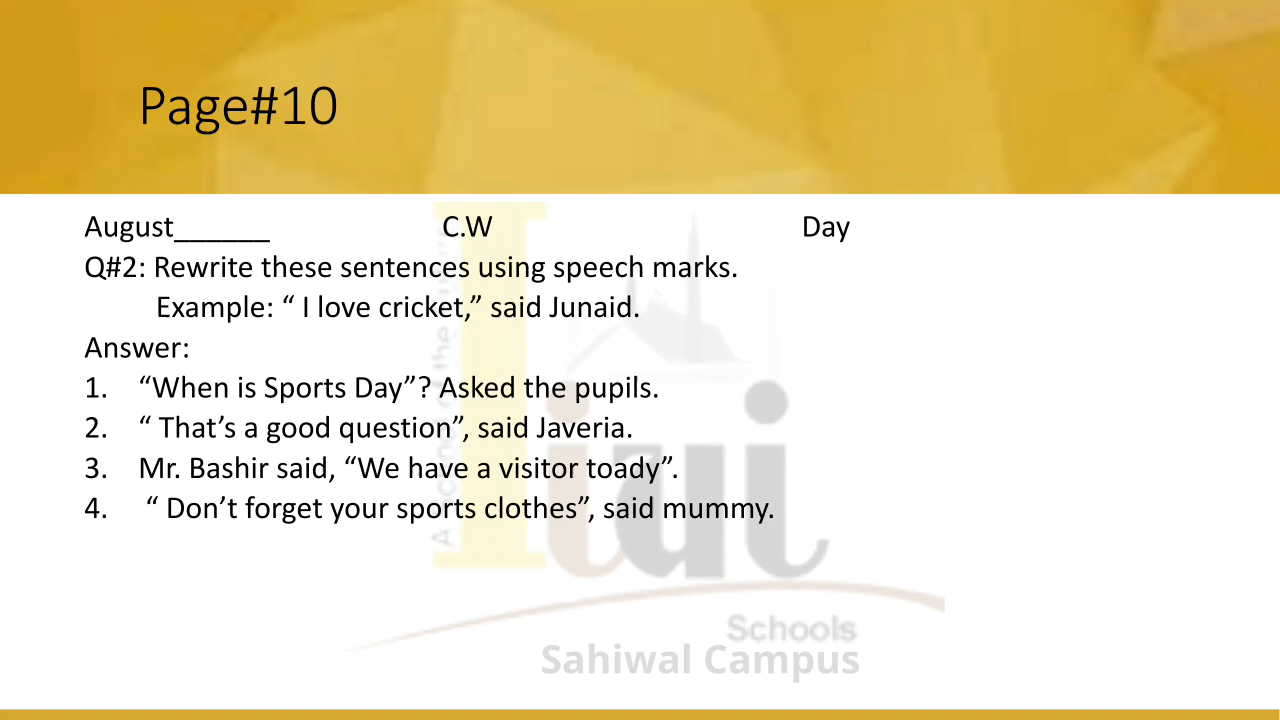 Page#10
August______ C.W Day
Q#2: Rewrite these sentences using speech marks.
Example: “ I love cricket,” said Junaid.
Answer:
1. “When is Sports Day”? Asked the pupils.
2. “ That’s a good question”, said Javeria.
3. Mr. Bashir said, “We have a visitor toady”.
4. “ Don’t forget your sports clothes”, said mummy.
Schools
Sahiwal Campus